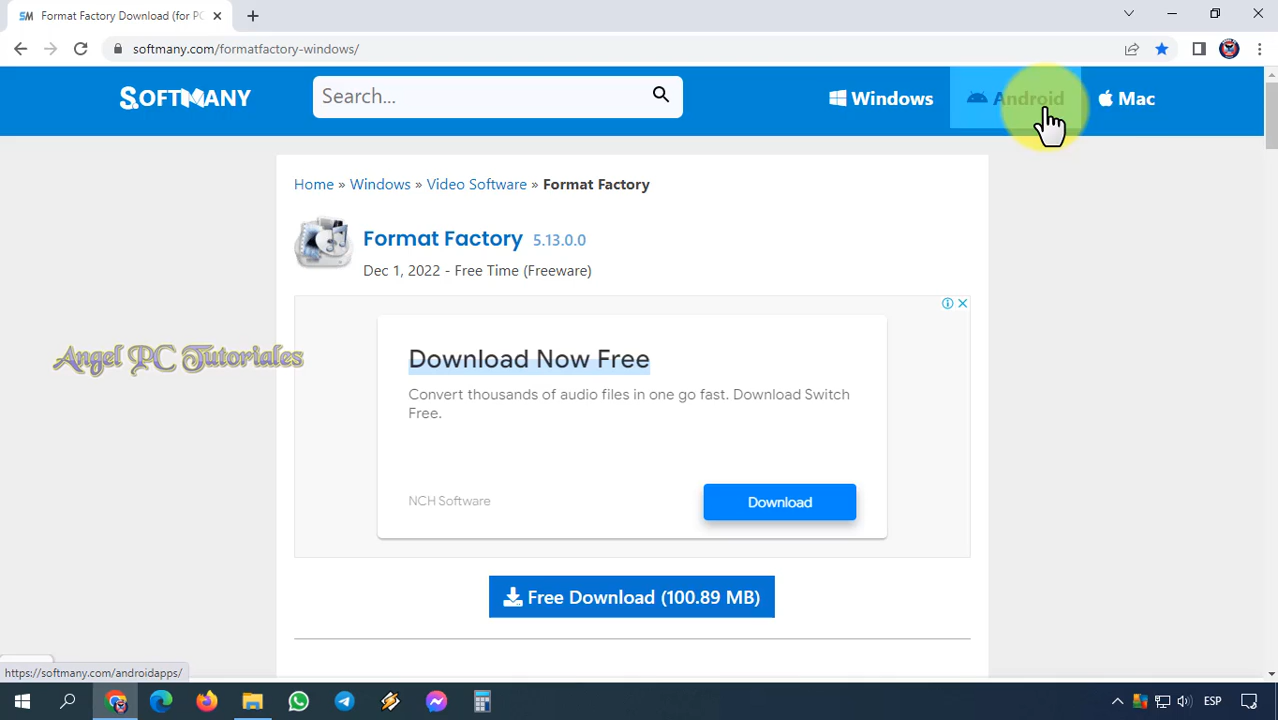 Format Factory Download (for PC
softmany.com/formatfactory-windows/
SOFTMANY
Search...
Windows
Android
Mac
Home » Windows » Video Software » Format Factory
Format Factory 5.13.0.0
Dec 1, 2022 - Free Time (Freeware)
Download Now Free
Convert thousands of audio files in one go fast. Download Switch
Free.
NCH Software
Download
Angel PC Tutoriales
Free Download (100.89 MB)
https://softmany.com/androidapps/
ESP